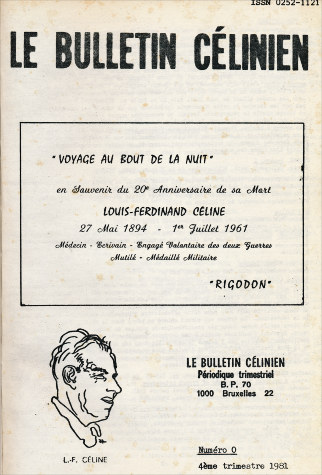 ISSN 0252-1121
LE BULLETIN CÉLINIEN
"VOYAGE AU BOUT DE LA NUIT"
en Souvenir du 20e Anniversaire de sa Mort
LOUIS-FERDINAND CÉLINE
27 Mai 1894 - 1er Juillet 1961
Médecin - Ecrivain - Engagé Volontaire des deux Guerres
Mutilé - Médaillé Militaire
"RIGODON"
LE BULLETIN CÉLINIEN
Périodique trimestriel
B.P. 70
1000 Bruxelles 22
L.-F. CÉLINE
Numéro 0
4ème trimestre 1981